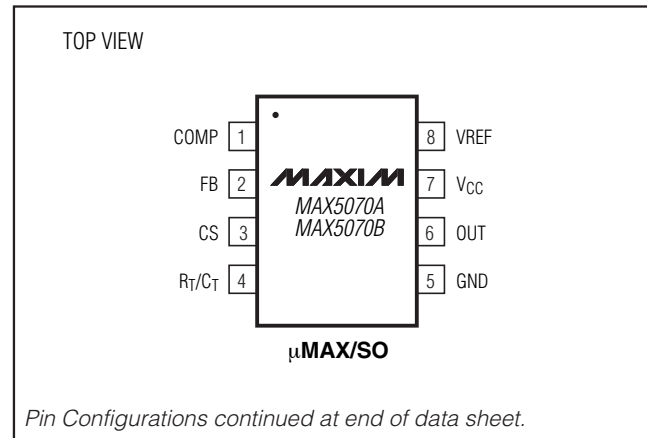 TOP VIEW
COMP 1
FB 2
CS 3
RT/CT 4
MAXIM
MAX5070A
MAX5070B
8 VREF
7 VCC
6 OUT
5 GND
µMAX/SO
Pin Configurations continued at end of data sheet.